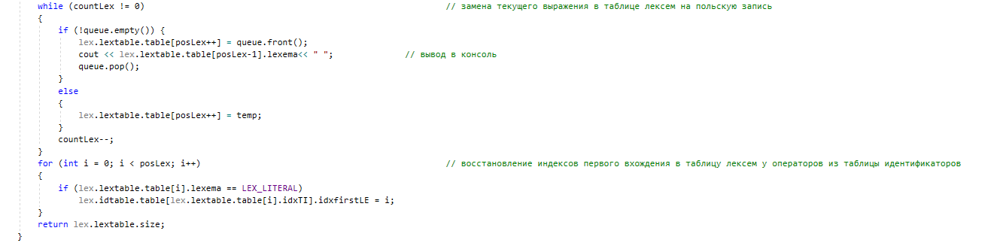 while (countLex != 0) // замена текущего выражения в таблице лексем на польскую запись
{
if (!queue.empty()) {
lex.lextable.table[posLex++] = queue.front();
cout << lex.lextable.table[posLex-1].lexema<< " "; // вывод в консоль
queue.pop();
}
else
{
lex.lextable.table[posLex++] = temp;
}
countLex--;
}
for (int i = 0; i < posLex; i++) // восстановление индексов первого вхождения в таблицу лексем у операторов из таблицы идентификаторов
{
if (lex.lextable.table[i].lexema == LEX_LITERAL)
lex.idtable.table[lex.lextable.table[i].idxTI].idxfirstLE = i;
}
return lex.lextable.size;
}